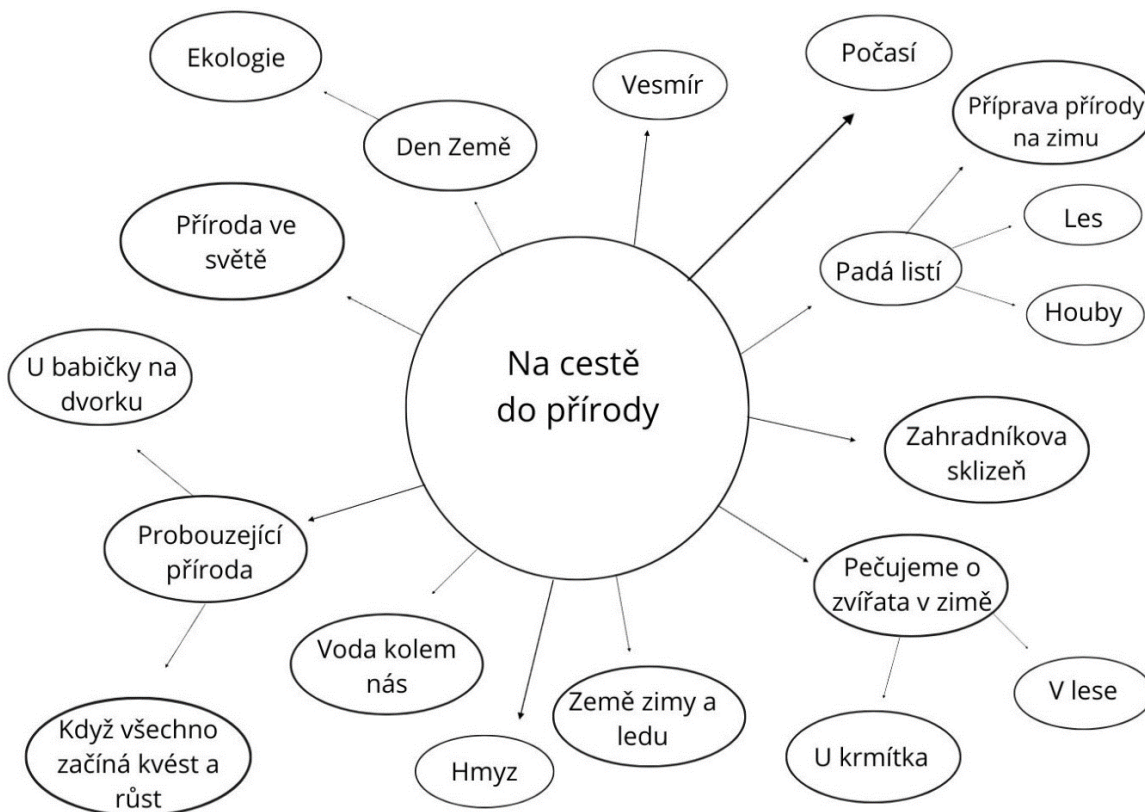 Ekologie
Vesmír
Počasí
Příprava přírody
na zimu
Den Země
Les
Příroda ve
světě
Padá listí
Houby
Na cestě
do přírody
U babičky na
dvorku
Zahradníkova
sklizeň
Probouzející
příroda
Pečujeme o
zvířata v zimě
Voda kolem
nás
Země zimy a
ledu
V lese
Když všechno
začíná kvést a
růst
Hmyz
U krmítka